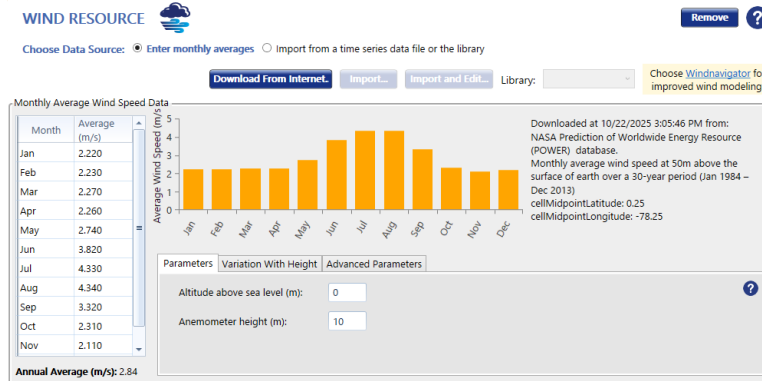 WIND RESOURCE
Remove
?
Choose Data Source: Enter monthly averages Import from a time series data file or the library
Download From Internet. Import... Import and Edit... Library:
Choose Windnavigator fo
improved wind modeling
Monthly Average Wind Speed Data
Month Average
(m/s)
Jan 2.220
Feb 2.230
Mar 2.270
Apr 2.260
May 2.740
Jun 3.820
Jul 4.330
Aug 4.340
Sep 3.320
Oct 2.310
Nov 2.110
Annual Average (m/s): 2.84
Average Wind Speed (m/s
5
4
3
2
1
0
Jan Feb Mar Apr May Jun Jul Aug Sep Oct Nov Dec
Downloaded at 10/22/2025 3:05:46 PM from:
NASA Prediction of Worldwide Energy Resource
(POWER) database.
Monthly average wind speed at 50m above the
surface of earth over a 30-year period (Jan 1984 –
Dec 2013)
cellMidpointLatitude: 0.25
cellMidpointLongitude: -78.25
Parameters Variation With Height Advanced Parameters
Altitude above sea level (m): 0
?
Anemometer height (m): 10